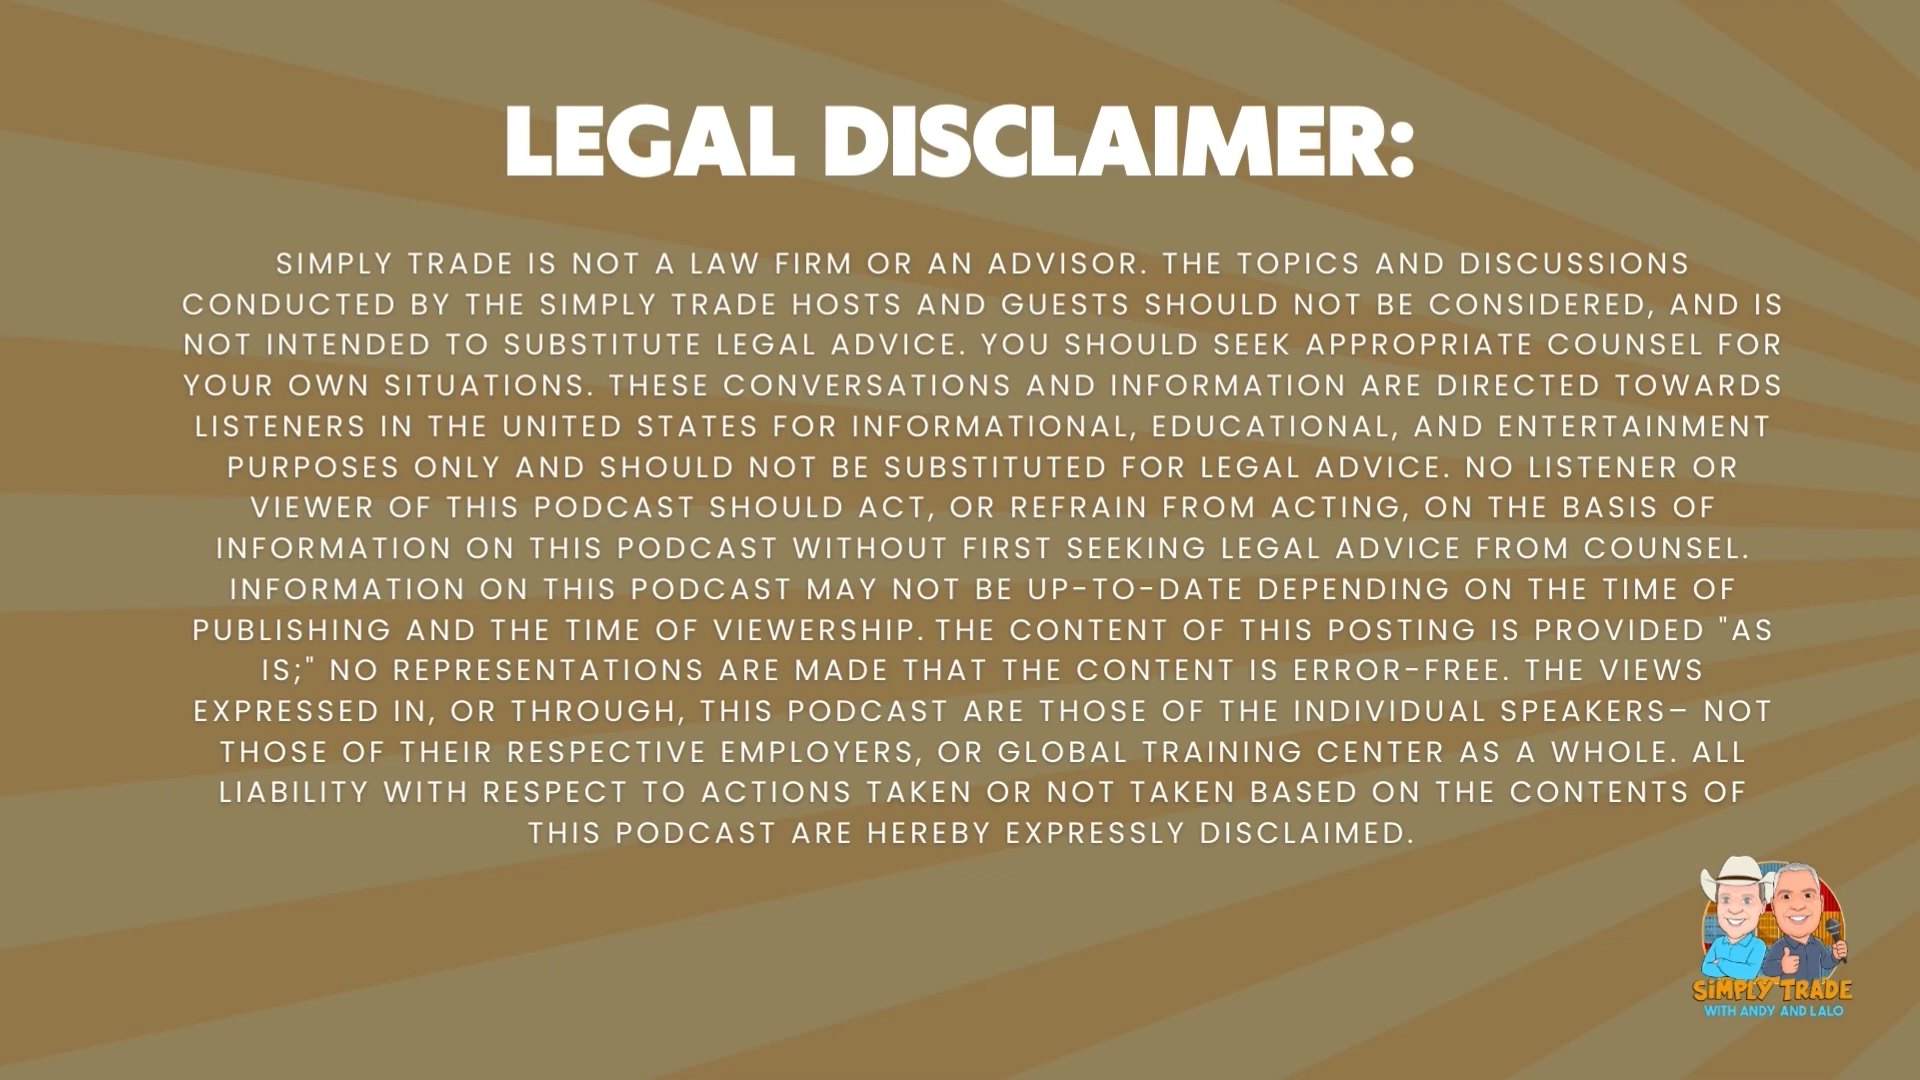 LEGAL DISCLAIMER:
SIMPLY TRADE IS NOT A LAW FIRM OR AN ADVISOR. THE TOPICS AND DISCUSSIONS
CONDUCTED BY THE SIMPLY TRADE HOSTS AND GUESTS SHOULD NOT BE CONSIDERED, AND IS
NOT INTENDED TO SUBSTITUTE LEGAL ADVICE. YOU SHOULD SEEK APPROPRIATE COUNSEL FOR
YOUR OWN SITUATIONS. THESE CONVERSATIONS AND INFORMATION ARE DIRECTED TOWARDS
LISTENERS IN THE UNITED STATES FOR INFORMATIONAL, EDUCATIONAL, AND ENTERTAINMENT
PURPOSES ONLY AND SHOULD NOT BE SUBSTITUTED FOR LEGAL ADVICE. NO LISTENER OR
VIEWER OF THIS PODCAST SHOULD ACT, OR REFRAIN FROM ACTING, ON THE BASIS OF
INFORMATION ON THIS PODCAST WITHOUT FIRST SEEKING LEGAL ADVICE FROM COUNSEL.
INFORMATION ON THIS PODCAST MAY NOT BE UP-TO-DATE DEPENDING ON THE TIME OF
PUBLISHING AND THE TIME OF VIEWERSHIP. THE CONTENT OF THIS POSTING IS PROVIDED "AS
IS;" NO REPRESENTATIONS ARE MADE THAT THE CONTENT IS ERROR-FREE. THE VIEWS
EXPRESSED IN, OR THROUGH, THIS PODCAST ARE THOSE OF THE INDIVIDUAL SPEAKERS– NOT
THOSE OF THEIR RESPECTIVE EMPLOYERS, OR GLOBAL TRAINING CENTER AS A WHOLE. ALL
LIABILITY WITH RESPECT TO ACTIONS TAKEN OR NOT TAKEN BASED ON THE CONTENTS OF
THIS PODCAST ARE HEREBY EXPRESSLY DISCLAIMED.
SiMPLY TRADE
WITH ANDY AND LALO